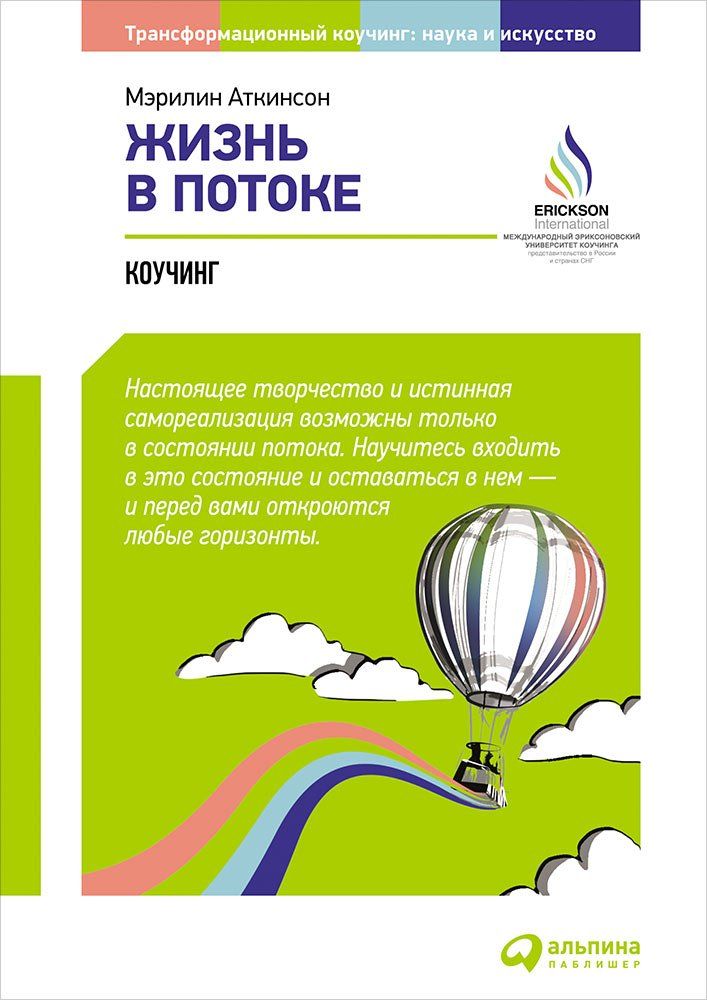 Трансформационный коучинг: наука и искусство
Мэрилин Аткинсон
ЖИЗНЬ
В ПОТОКЕ
ERICKSON
International
МЕЖДУНАРОДНЫЙ ЭРИКСОНОВСКИЙ
УНИВЕРСИТЕТ КОУЧИНГА
представительство в России
и странах СНГ
КОУЧИНГ
Настоящее творчество и истинная
самореализация возможны только
в состоянии потока. Научитесь входить
в это состояние и оставаться в нем —
и перед вами откроются
любые горизонты.
альпина
ПАБЛИШЕР